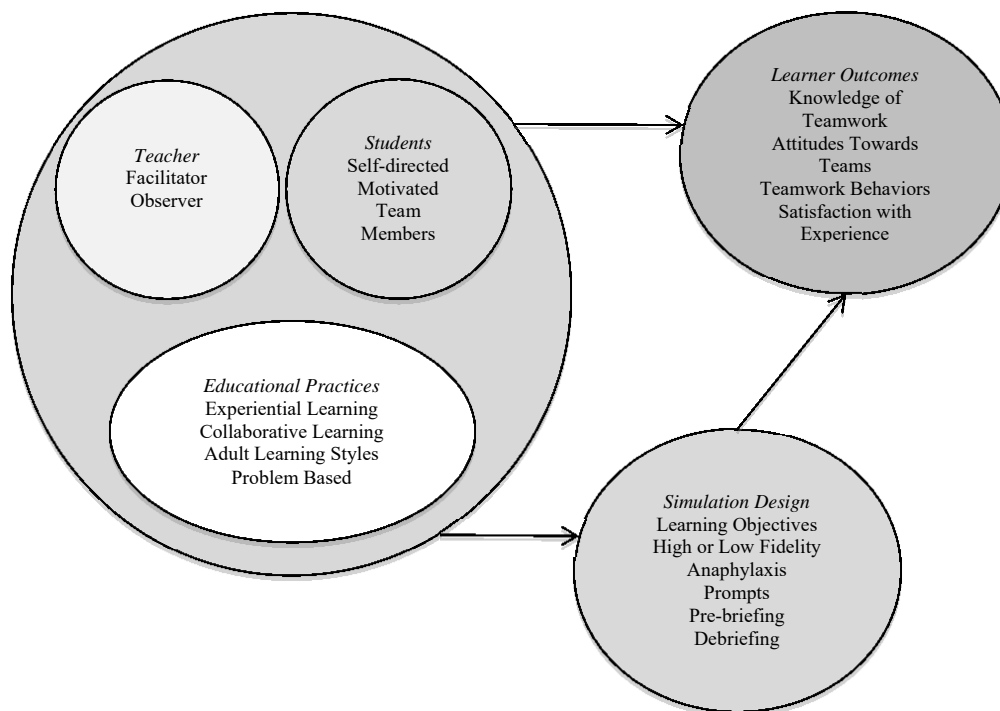 Teacher
Facilitator
Observer
Students
Self-directed
Motivated
Team
Members
Learner Outcomes
Knowledge of
Teamwork
Attitudes Towards
Teams
Teamwork Behaviors
Satisfaction with
Experience
Educational Practices
Experiential Learning
Collaborative Learning
Adult Learning Styles
Problem Based
Simulation Design
Learning Objectives
High or Low Fidelity
Anaphylaxis
Prompts
Pre-briefing
Debriefing